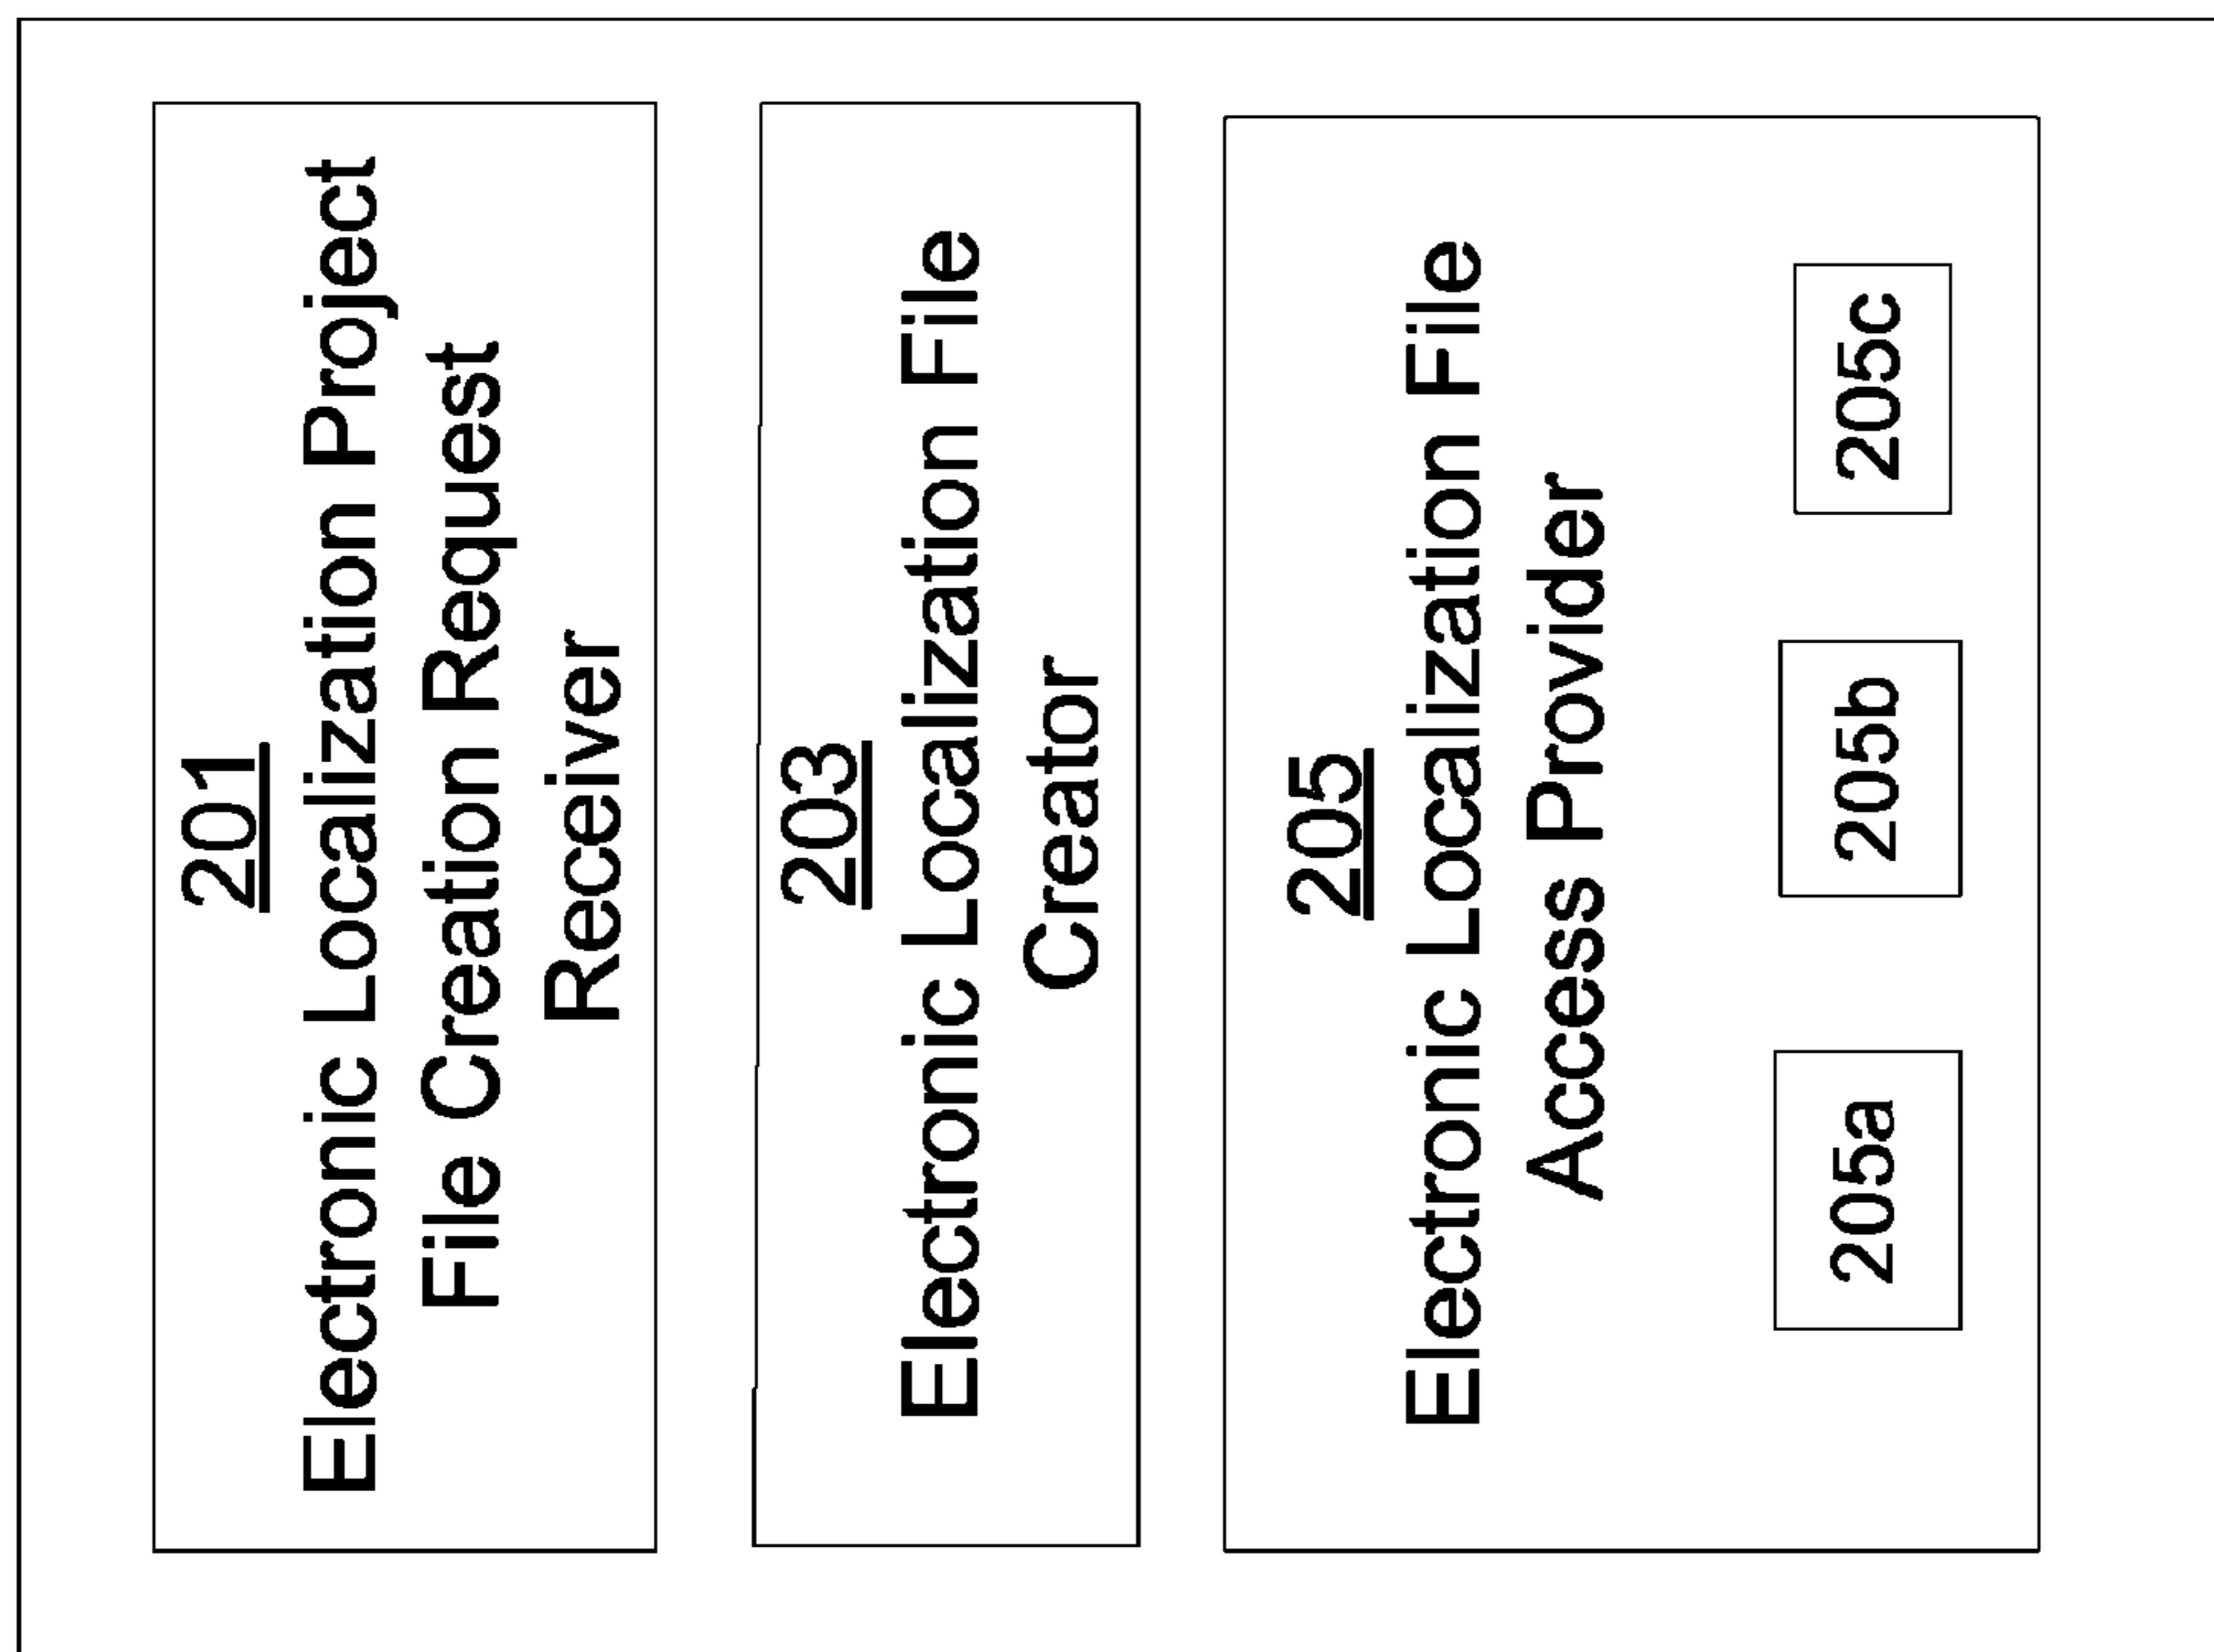 201
Electronic Localization Project
File Creation Request
Receiver
203
Electronic Localization File
Creator
205
Electronic Localization File
Access Provider
205a
205b
205c